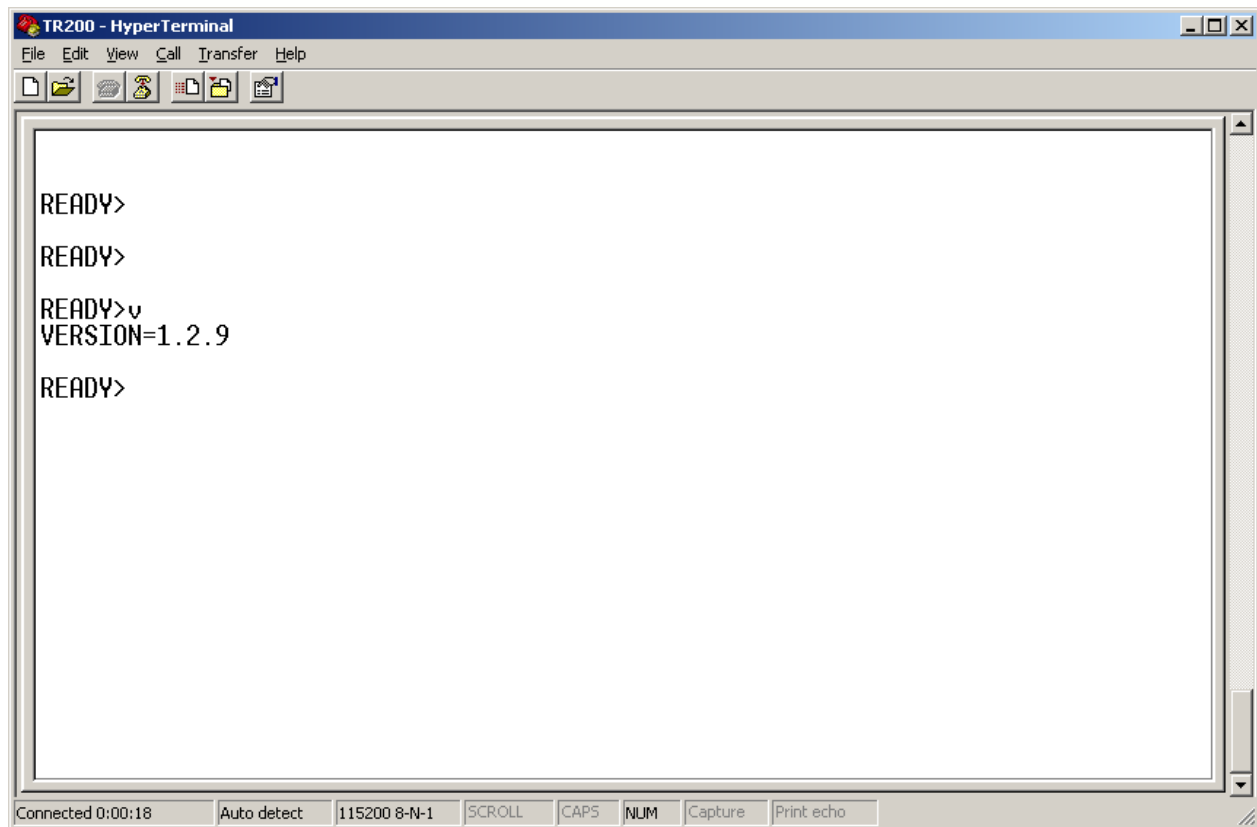 TR200 - HyperTerminal
File Edit View Call Transfer Help
READY>
READY>
READY>v
VERSION=1.2.9
READY>
Connected 0:00:18 Auto detect 115200 8-N-1 SCROLL CAPS NUM Capture Print echo